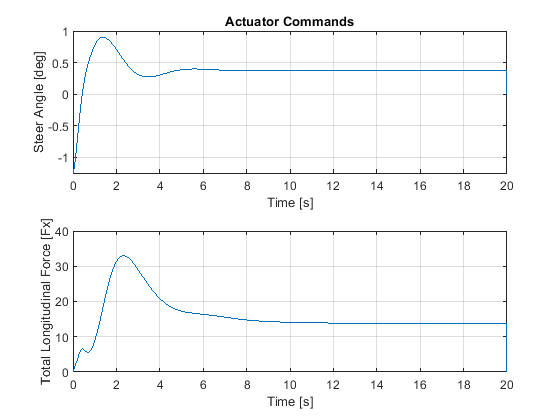 Actuator Commands
1
0.5
0
-0.5
-1
Steer Angle [deg]
0 2 4 6 8 10 12 14 16 18 20
Time [s]
40
30
20
10
0
Total Longitudinal Force [Fx]
0 2 4 6 8 10 12 14 16 18 20
Time [s]